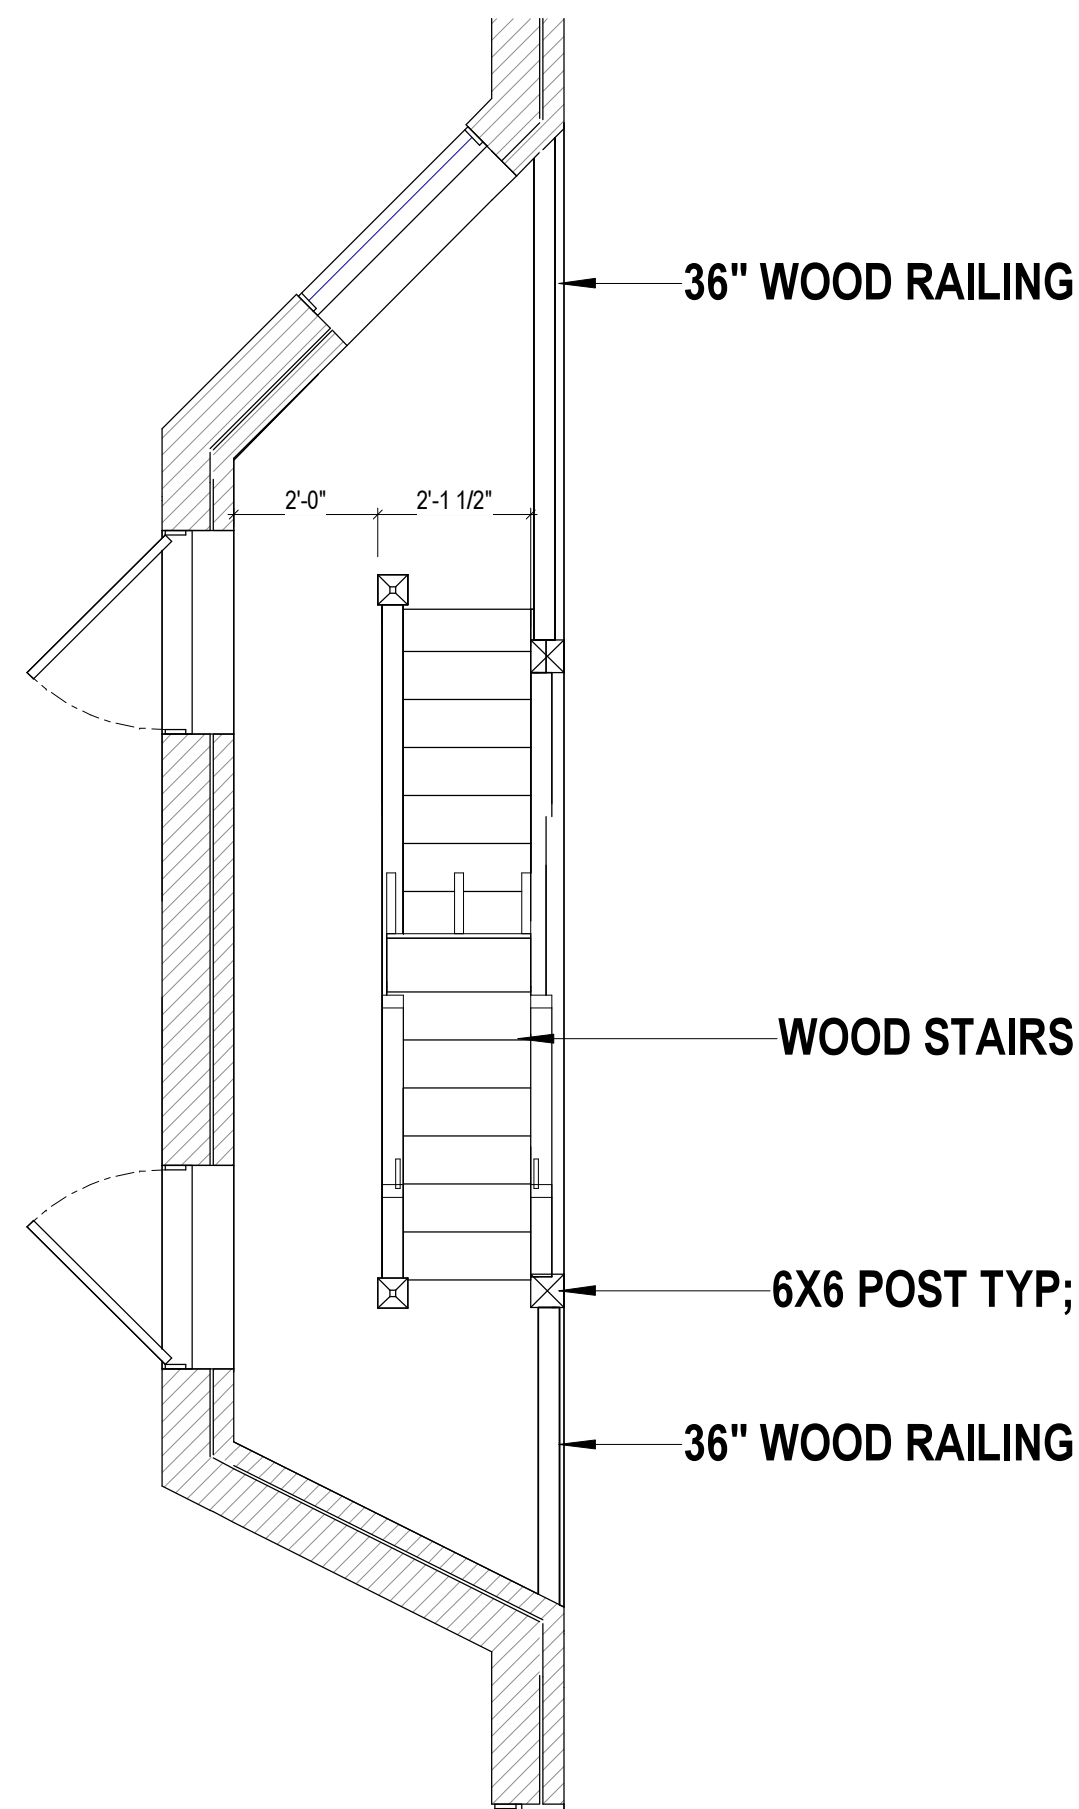 36" WOOD RAILING
2'-0" 2'-1 1/2"
WOOD STAIRS
6X6 POST TYP;
36" WOOD RAILING